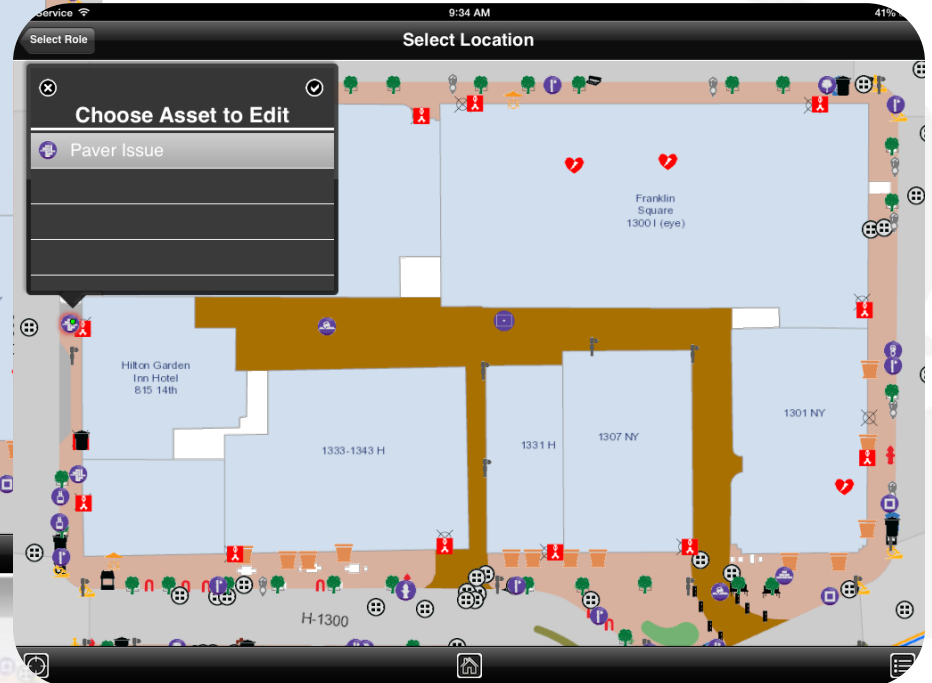 Service 9:34 AM 41%
Select Role
Select Location
Choose Asset to Edit
Paver Issue
Franklin
Square
1300 I (eye)
Hilton Garden
Inn Hotel
815 14th
1333-1343 H
1331 H
1307 NY
1301 NY
H-1300